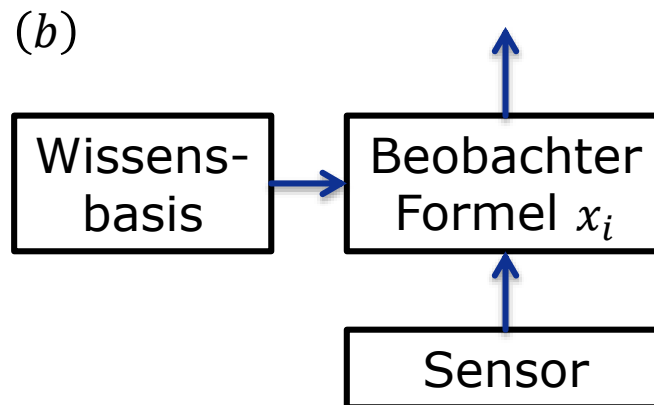 (b)
Wissens-
basis
Beobachter
Formel xᵢ
Sensor